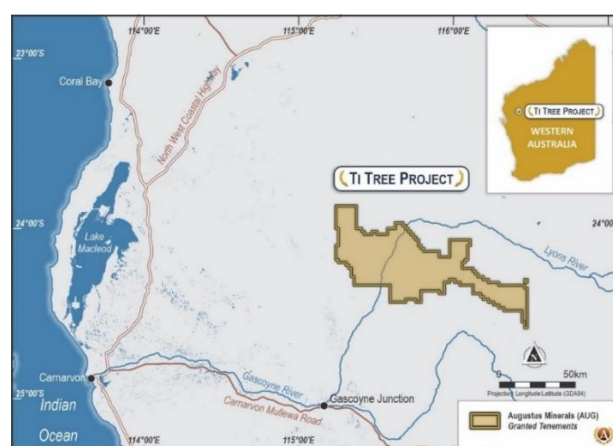 114°00'E
115°00'E
116°00'E
23°00'S
Coral Bay
North West Coastal Highway
TI TREE PROJECT
WESTERN
AUSTRALIA
TI TREE PROJECT
24°00'S
24°00'S
Lake
Macleod
Lyons River
Carnarvon
Gascoyne River
Carnarvon Mullewa Road
Gascoyne Junction
0 50km
Projection: Longitude Latitude (GDA94)
25°00'S
Indian
Ocean
Augustus Minerals (AUG)
Granted Tenements
114°00'E
115°00'E